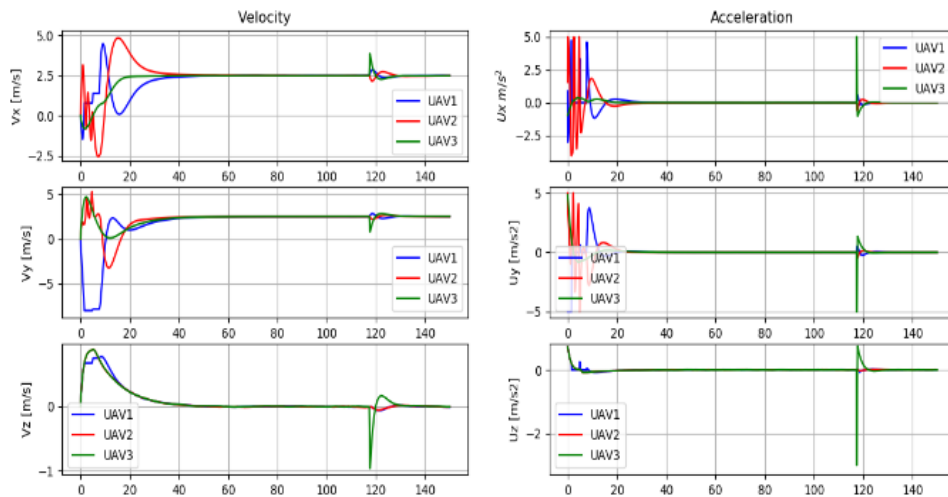 Velocity
Vx [m/s]
5.0
2.5
0.0
−2.5
UAV1
UAV2
UAV3
0 20 40 60 80 100 120 140
Vy [m/s]
5
0
−5
UAV1
UAV2
UAV3
0 20 40 60 80 100 120 140
Vz [m/s]
0
−1
UAV1
UAV2
UAV3
0 20 40 60 80 100 120 140
Acceleration
Ux m/s²
5.0
2.5
0.0
−2.5
UAV1
UAV2
UAV3
0 20 40 60 80 100 120 140
Uy [m/s2]
5
0
−5
UAV1
UAV2
UAV3
0 20 40 60 80 100 120 140
Uz [m/s2]
0
−2
UAV1
UAV2
UAV3
0 20 40 60 80 100 120 140